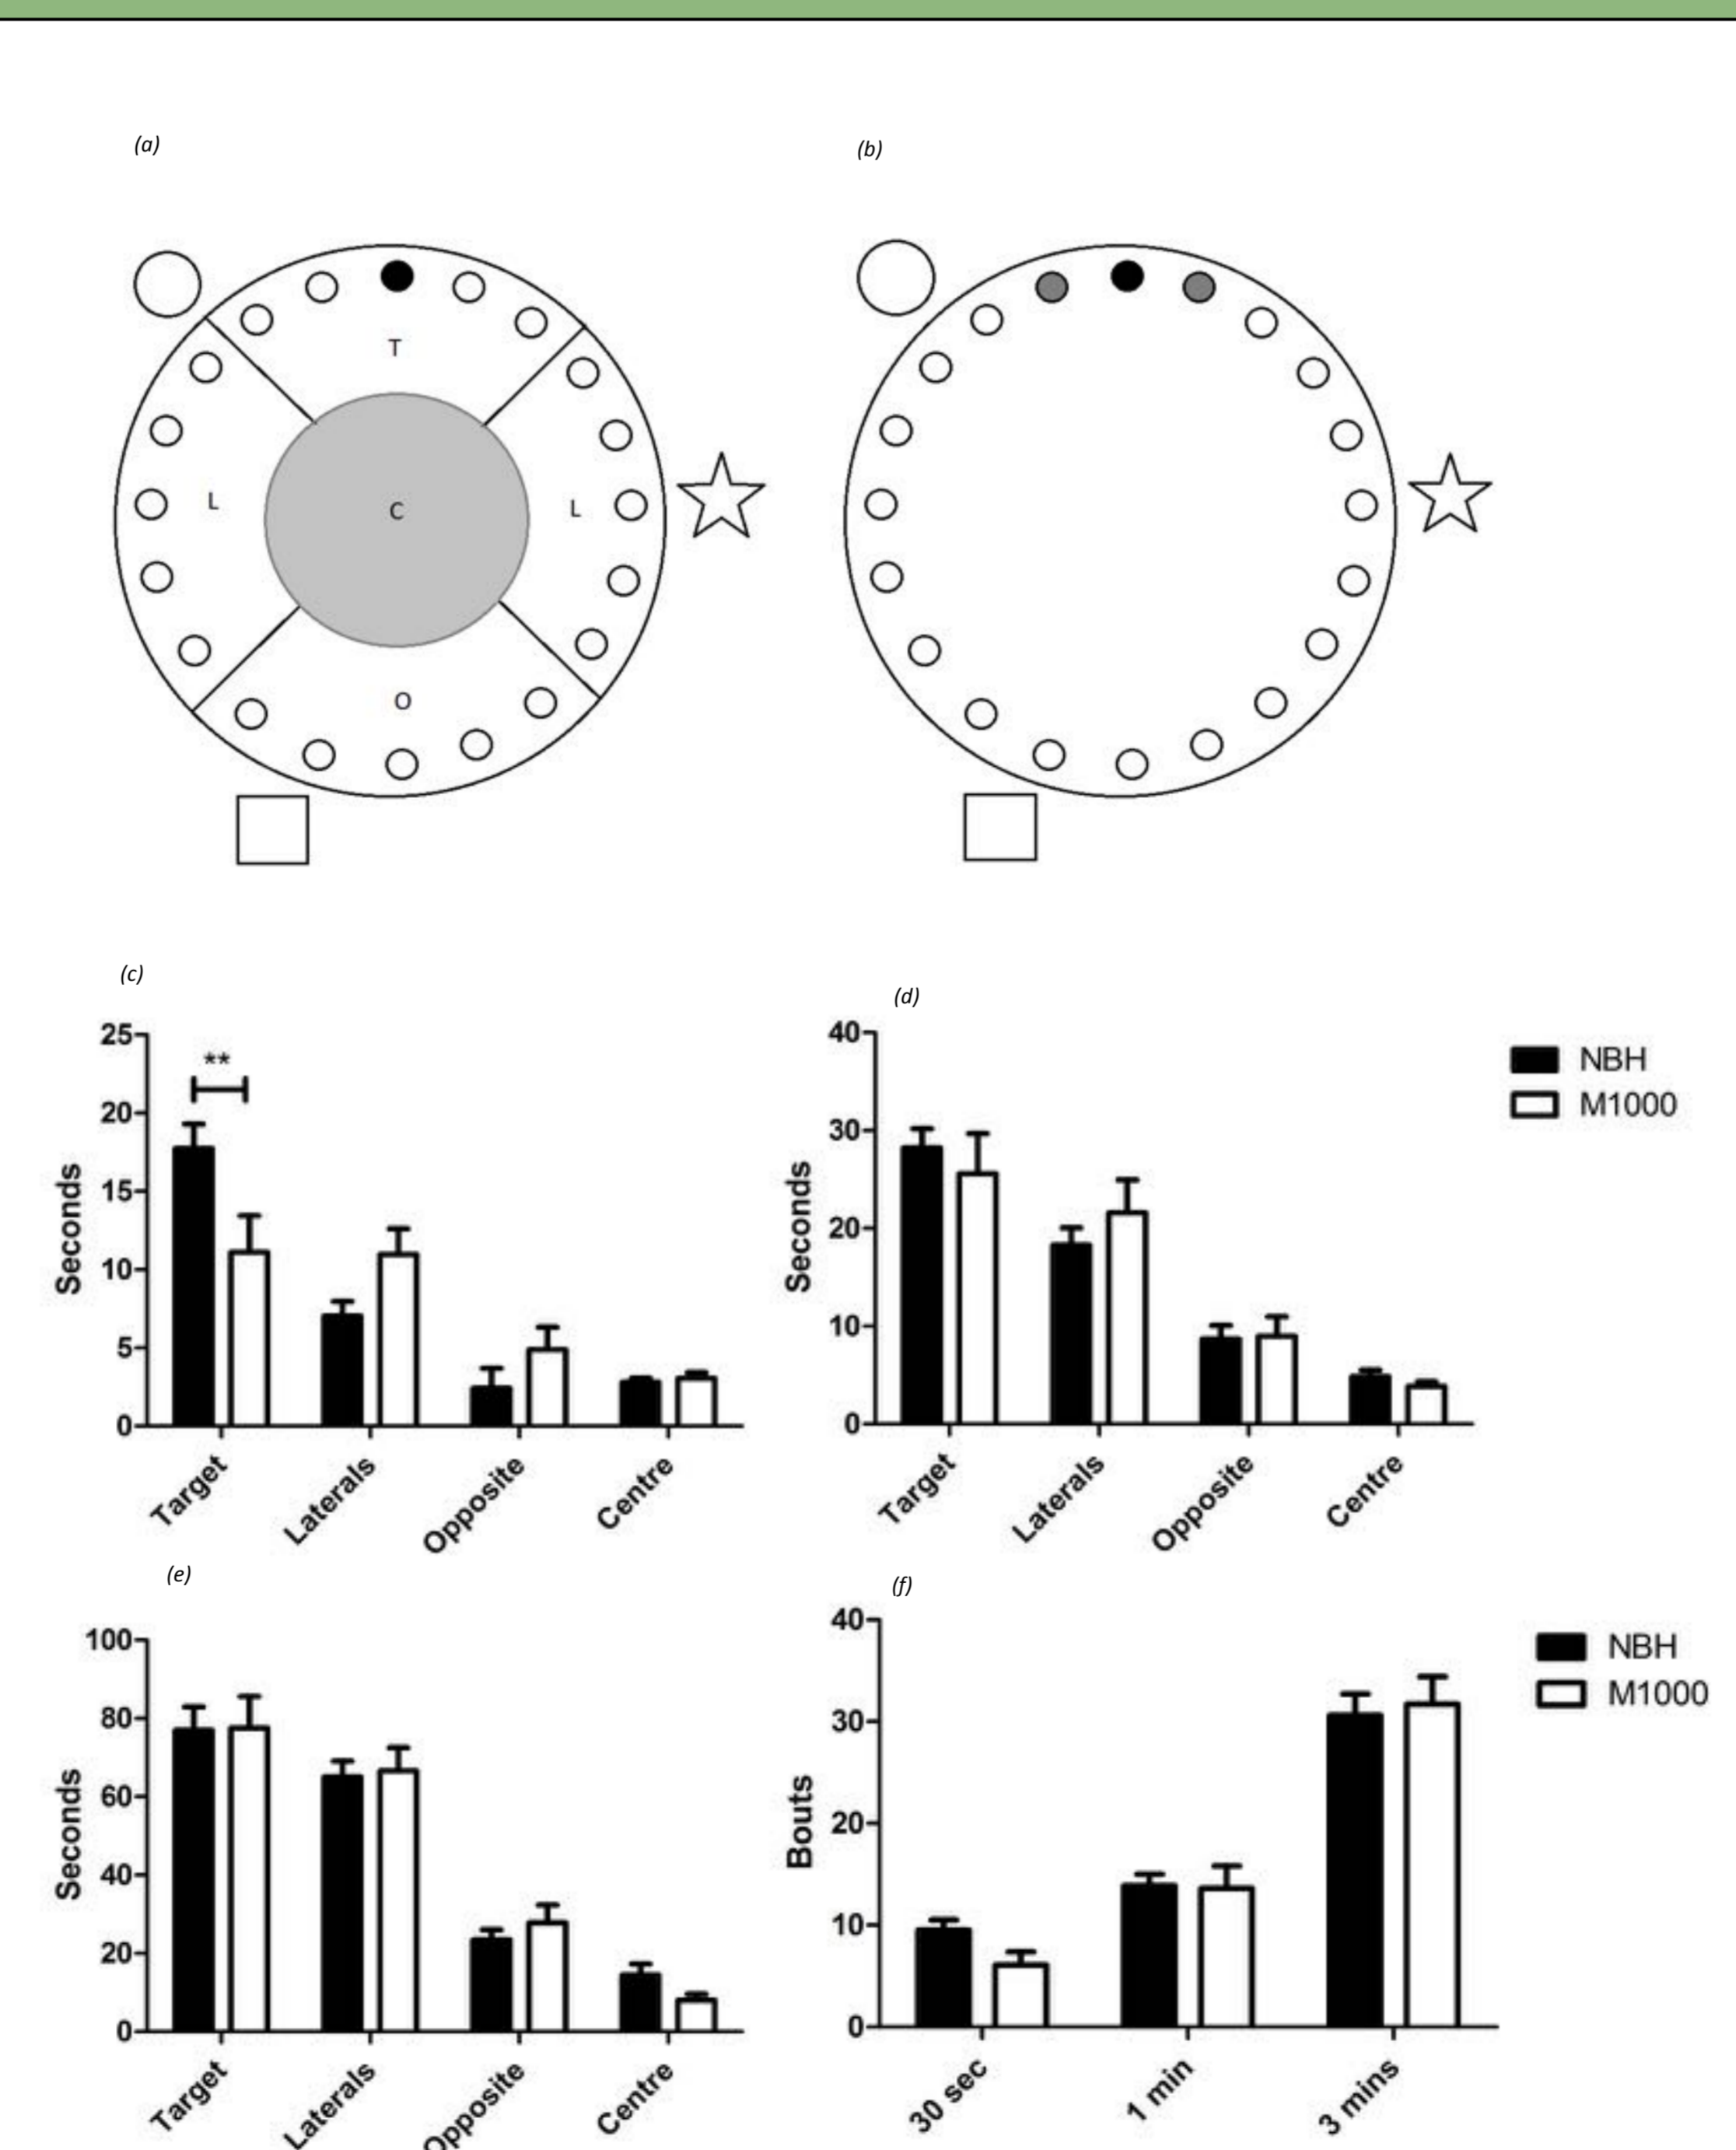 (a)
(b)
T
L
C
L
O
(c)
25
20
15
10
5
0
Seconds
**
Target
Laterals
Opposite
Centre
(d)
40
30
20
10
0
Seconds
Target
Laterals
Opposite
Centre
NBH
M1000
(e)
100
80
60
40
20
0
Seconds
Target
Laterals
Opposite
Centre
(f)
40
30
20
10
0
Bouts
30 sec
1 min
3 mins
NBH
M1000